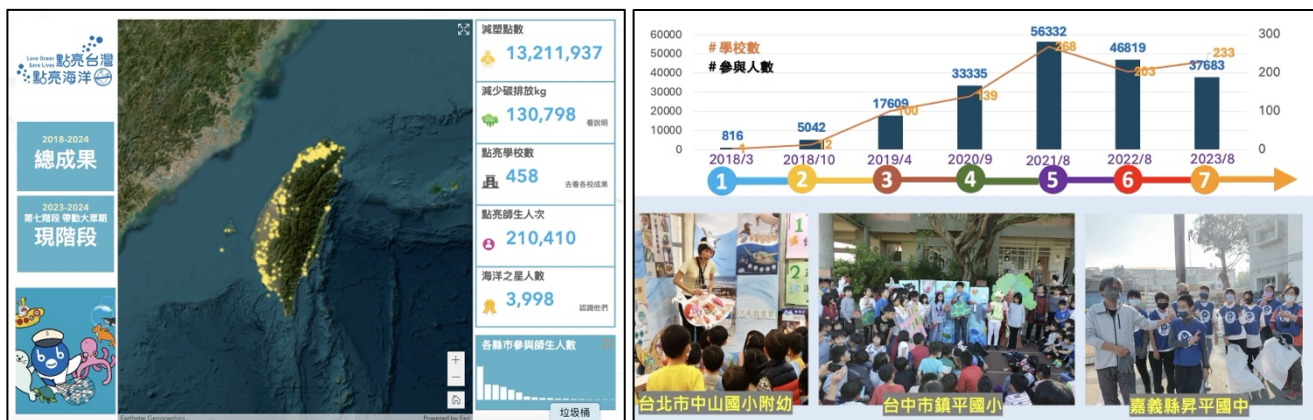 Love Ocean
Save Lives
點亮台灣
點亮海洋
2018-2024
總成果
2023-2024
第七階段 帶動大眾期
現階段
減塑點數
13,211,937
減少碳排放kg
130,798
看說明
點亮學校數
458
去看各校成果
點亮師生人次
210,410
海洋之星人數
3,998
認識他們
各縣市參與師生人數
垃圾桶
Earthstar Geographics
Powered by Esri
# 學校數
# 參與人數
60000
50000
40000
30000
20000
10000
0
300
200
100
0
816
5042
17609
33335
56332
46819
37683
1
12
100
139
268
203
233
2018/3
2018/10
2019/4
2020/9
2021/8
2022/8
2023/8
1
2
3
4
5
6
7
台北市中山國小附幼
台中市鎮平國小
嘉義縣昇平國中